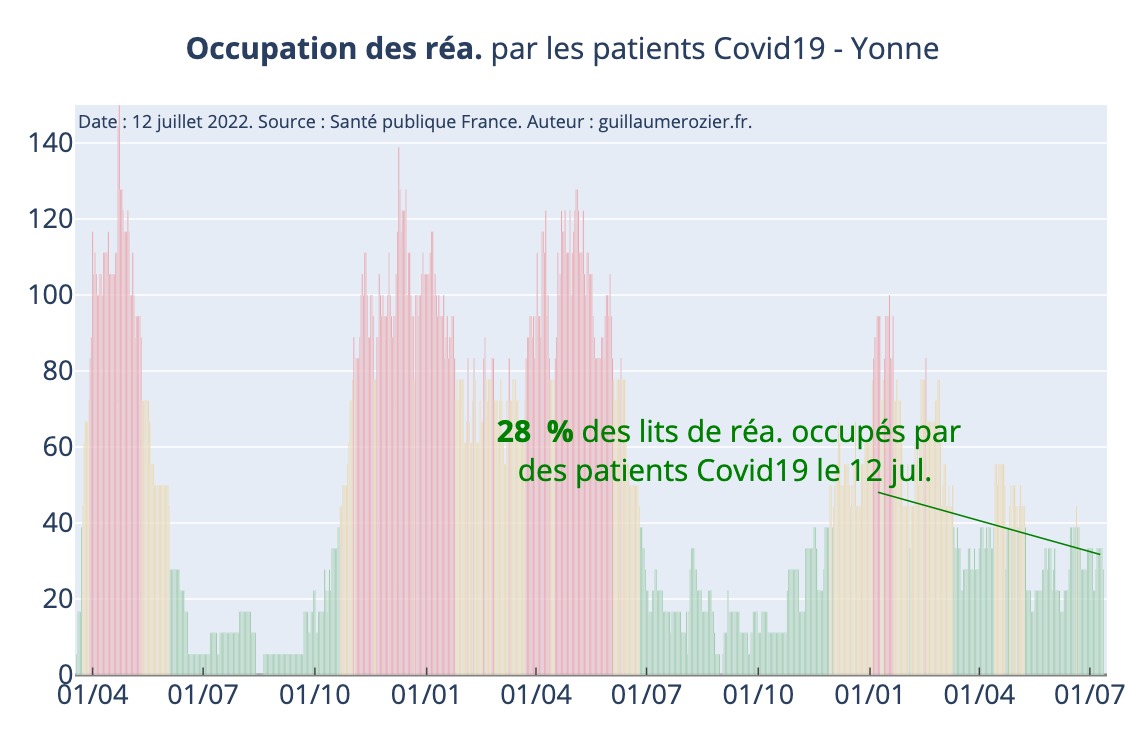 Occupation des réa. par les patients Covid19 - Yonne
Date : 12 juillet 2022. Source : Santé publique France. Auteur : guillaumerozier.fr.
140
120
100
80
60
40
20
0
28 % des lits de réa. occupés par
des patients Covid19 le 12 jul.
01/04 01/07 01/10 01/01 01/04 01/07 01/10 01/01 01/04 01/07